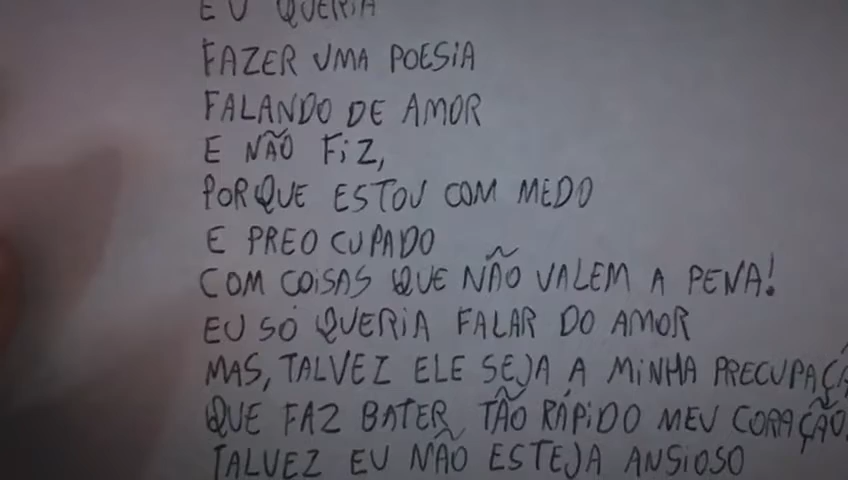 EU QUERIA
FAZER UMA POESIA
FALANDO DE AMOR
E NÃO FIZ,
PORQUE ESTOU COM MEDO
E PREOCUPADO
COM COISAS QUE NÃO VALEM A PENA!
EU SÓ QUERIA FALAR DO AMOR
MAS, TALVEZ ELE SEJA A MINHA PRECUPAÇÃ
QUE FAZ BATER TÃO RÁPIDO MEU CORAÇÃO
TALVEZ EU NÃO ESTEJA ANSIOSO